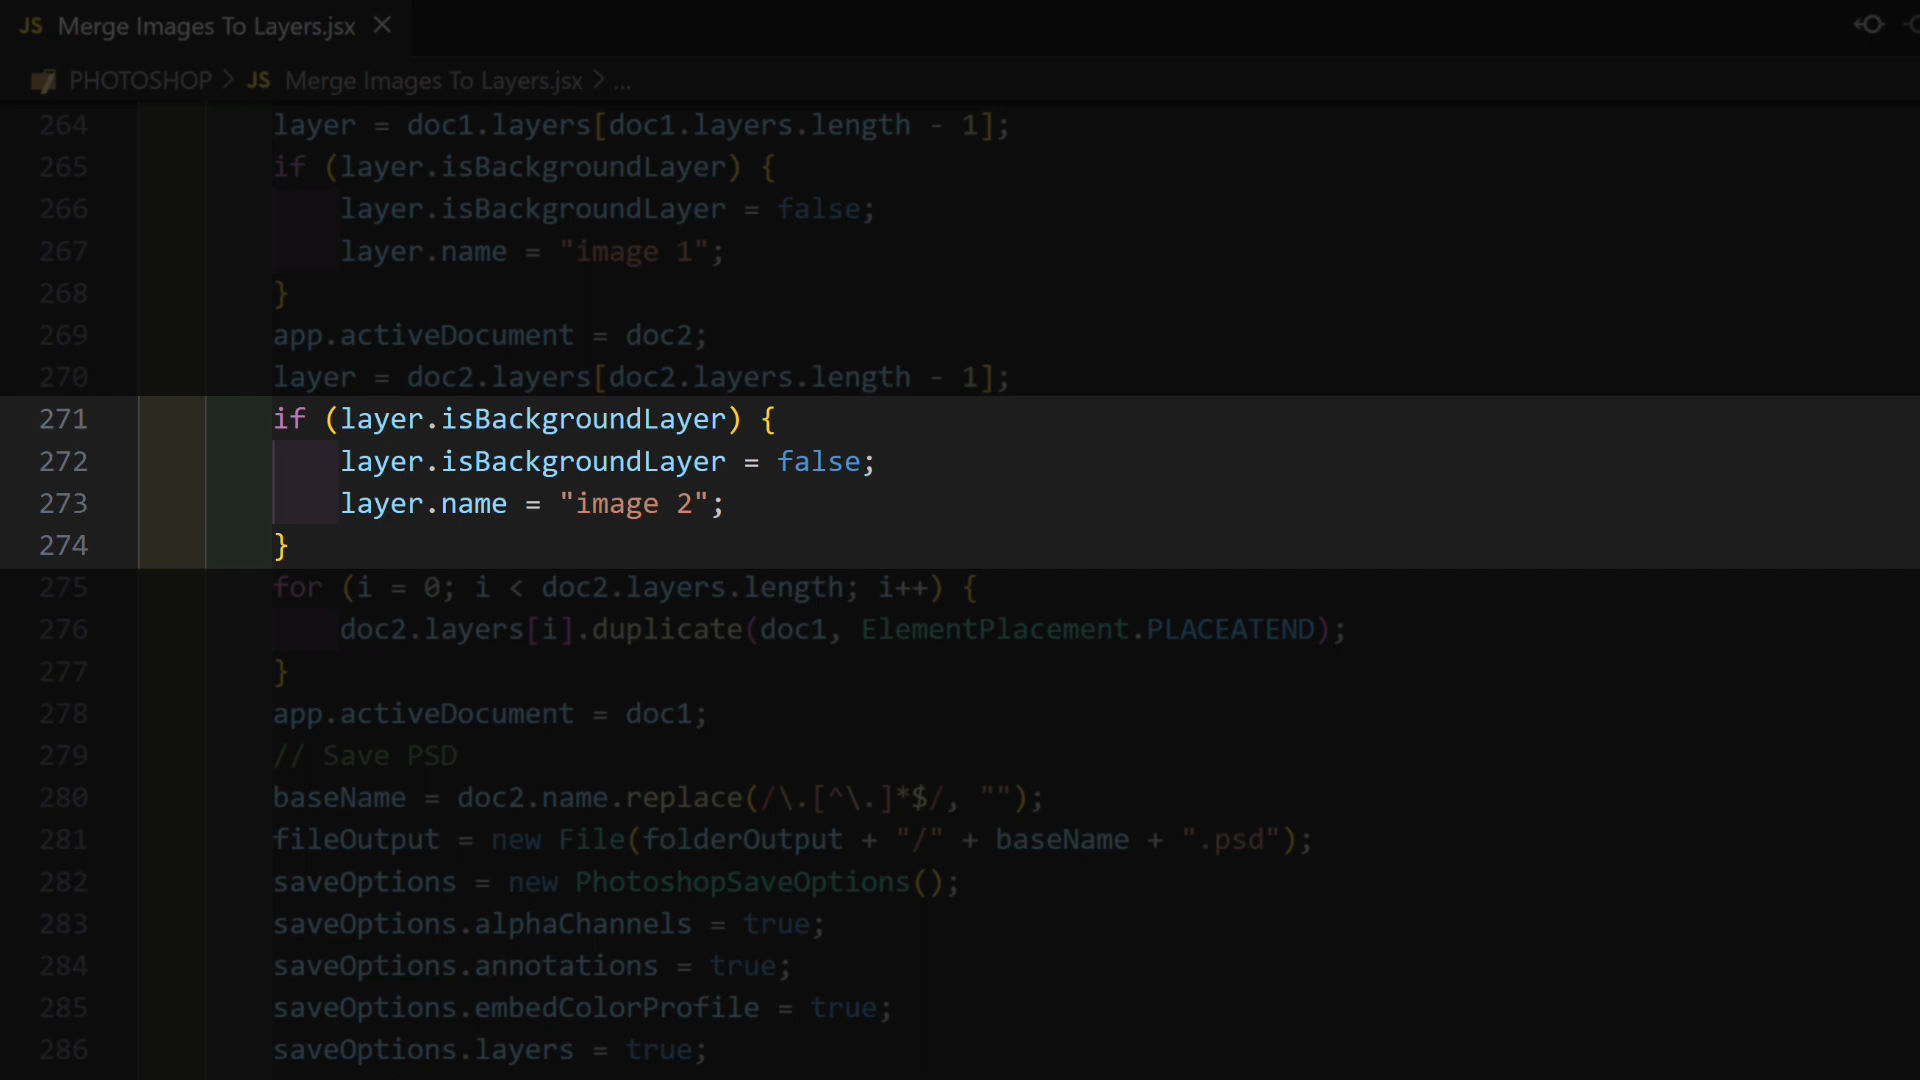 JS Merge Images To Layers.jsx ×
PHOTOSHOP > JS Merge Images To Layers.jsx > ...
264 layer = doc1.layers[doc1.layers.length - 1];
265 if (layer.isBackgroundLayer) {
266 layer.isBackgroundLayer = false;
267 layer.name = "image 1";
268 }
269 app.activeDocument = doc2;
270 layer = doc2.layers[doc2.layers.length - 1];
271 if (layer.isBackgroundLayer) {
272 layer.isBackgroundLayer = false;
273 layer.name = "image 2";
274 }
275 for (i = 0; i < doc2.layers.length; i++) {
276 doc2.layers[i].duplicate(doc1, ElementPlacement.PLACEATEND);
277 }
278 app.activeDocument = doc1;
279 // Save PSD
280 baseName = doc2.name.replace(/\.[^\.]*$/, "");
281 fileOutput = new File(folderOutput + "/" + baseName + ".psd");
282 saveOptions = new PhotoshopSaveOptions();
283 saveOptions.alphaChannels = true;
284 saveOptions.annotations = true;
285 saveOptions.embedColorProfile = true;
286 saveOptions.layers = true;